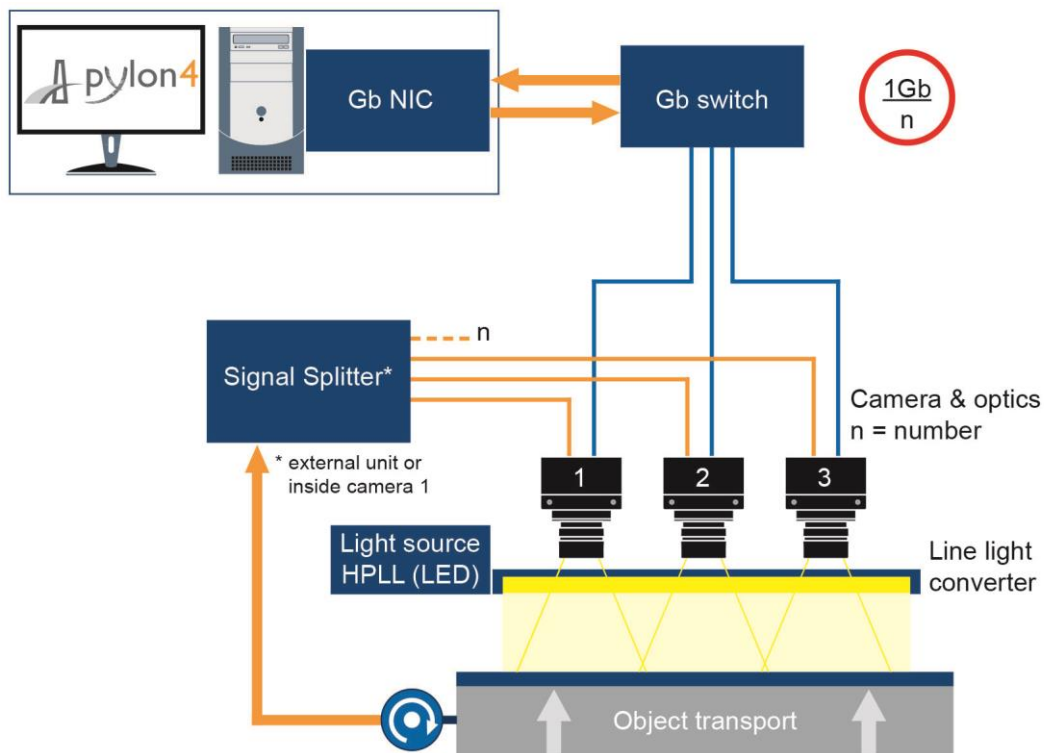 pylon4
Gb NIC
Gb switch
1Gb
n
n
Signal Splitter*
Camera & optics
n = number
* external unit or
inside camera 1
1
2
3
Light source
HPLL (LED)
Line light
converter
Object transport